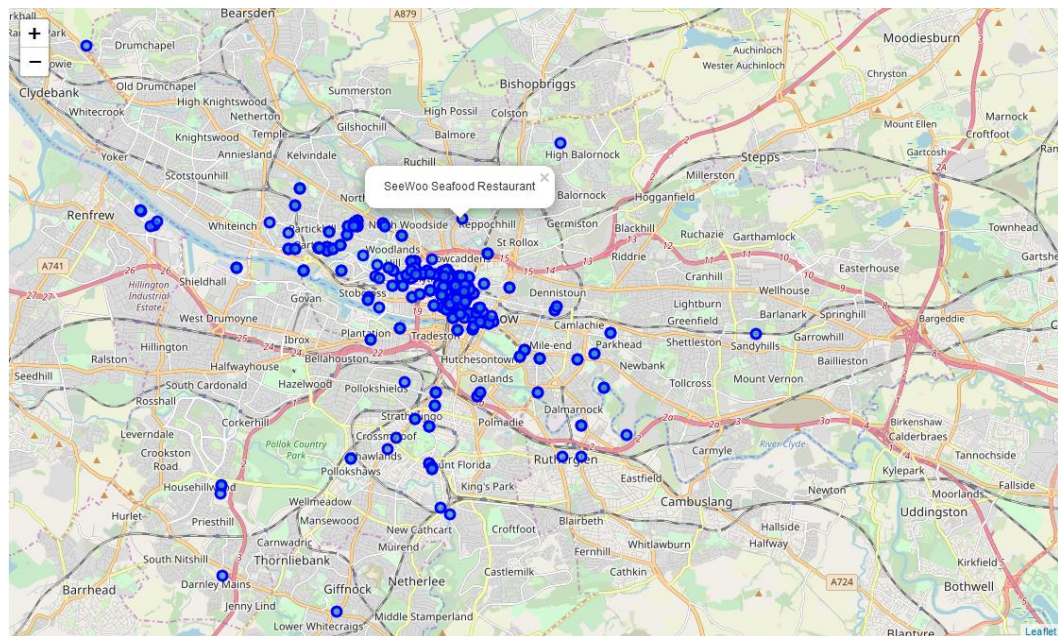 Bearsden
A879
Moodiesburn
+
−
Drumchapel
Auchinloch
Wester Auchinloch
Chryston
Clydebank
Old Drumchapel
Whitecrook
High Knightswood
Netherton
Summerston
High Possil
Colston
Bishopbriggs
Mount Ellen
Marnock
Croftfoot
Townhead
Knightswood
Temple
Gilshochill
Balmore
Yoker
Anniesland
Kelvindale
Ruchill
High Balornock
Stepps
Gartcosh
Scotstounhill
Millerston
SeeWoo Seafood Restaurant
×
Balornock
Hogganfield
Renfrew
Whiteinch
North Woodside
Keppochhill
Germiston
Blackhill
Ruchazie
Garthamlock
St Rollox
Woodlands
Cowcaddens
Riddrie
A741
Shieldhall
Cranhill
Easterhouse
Hillington
Industrial
Estate
Govan
Dennistoun
Wellhouse
Lightburn
Barlanark
Springhill
Bargeddie
West Drumoyne
Plantation
Tradeston
Camlachie
Greenfield
Garrowhill
Hillington
Ibrox
Mile-end
Parkhead
Shettleston
Sandyhills
Ralston
Bellahouston
Hutchesontown
Newbank
Baillieston
Halfwayhouse
Seedhill
South Cardonald
Hazelwood
Pollokshields
Oatlands
Tollcross
Mount Vernon
Rosshall
Dalmarnock
Corkerhill
Polmadie
Birkenshaw
Calderbraes
Leverndale
Pollok Country
Park
River Clyde
Crookston
Road
Carmyle
Tannochside
Pollokshaws
Mount Florida
Rutherglen
Kylepark
Eastfield
Newton
Moorlands
Fallside
Wellmeadow
King's Park
Cambuslang
Hurlet
Priesthill
Mansewood
New Cathcart
Croftfoot
Blairbeth
Hallside
Uddingston
Carnwadric
Muirend
Whitlawburn
Halfway
South Nitshill
Thornliebank
Fernhill
Kirkfield
Barrhead
Darnley Mains
Netherlee
Castlemilk
Cathkin
A724
Giffnock
Bothwell
Jenny Lind
Middle Stamperland
Lower Whitecraigs
Blantyre
Leaflet